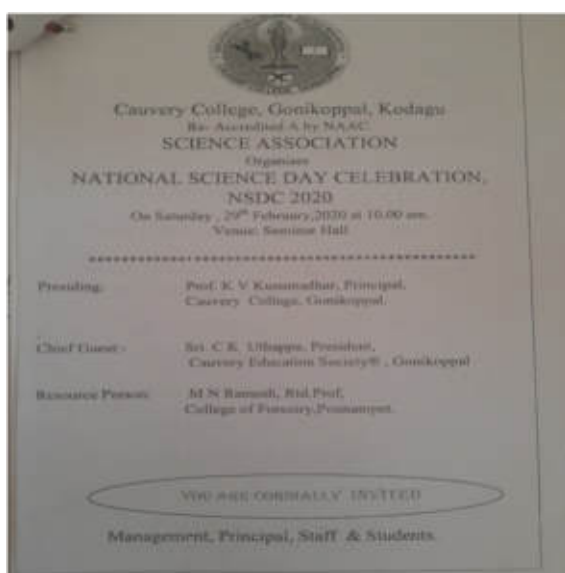 Cauvery College, Gonikoppal, Kodagu
Re- Accredited A by NAAC
SCIENCE ASSOCIATION
Organises
NATIONAL SCIENCE DAY CELEBRATION,
NSDC 2020
On Saturday , 29th February,2020 at 10.00 am.
Venue: Seminar Hall
Presiding: Prof. K V Kusumadhar, Principal,
Cauvery College, Gonikoppal.
Chief Guest:- Sri. C K Uthappa, President,
Cauvery Education Society® , Gonikoppal
Resource Person: M N Ramesh, Rtd.Prof,
College of Forestry,Ponnampet.
YOU ARE CORDIALLY INVITED
Management, Principal, Staff & Students.